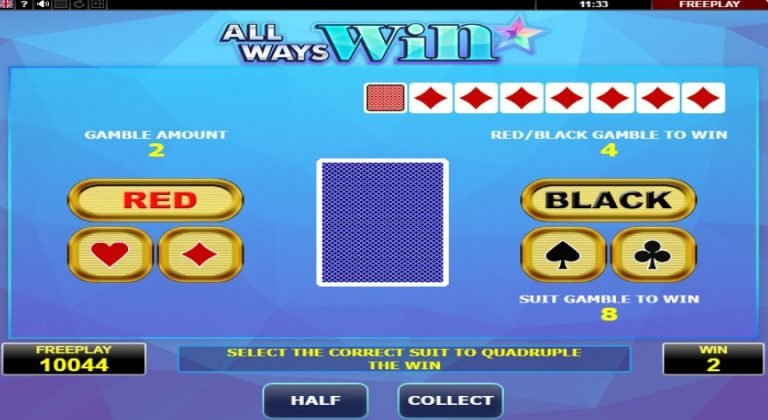 ?
11:33
FREEPLAY
ALL
WAYS
WiN
GAMBLE AMOUNT
2
RED/BLACK GAMBLE TO WIN
4
RED
BLACK
SUIT GAMBLE TO WIN
8
FREEPLAY
10044
SELECT THE CORRECT SUIT TO QUADRUPLE
THE WIN
WIN
2
HALF
COLLECT